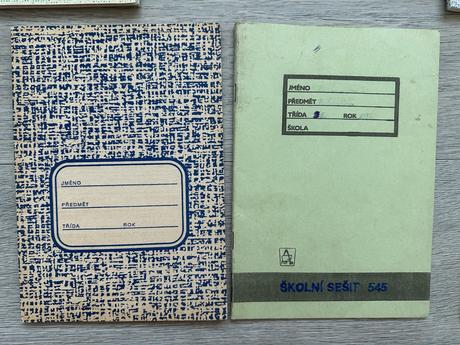 JMÉNO
PŘEDMĚT
TŘÍDA ROK
JMÉNO
PŘEDMĚT
TŘÍDA ROK
ŠKOLA
ŠKOLNÍ SEŠIT 545